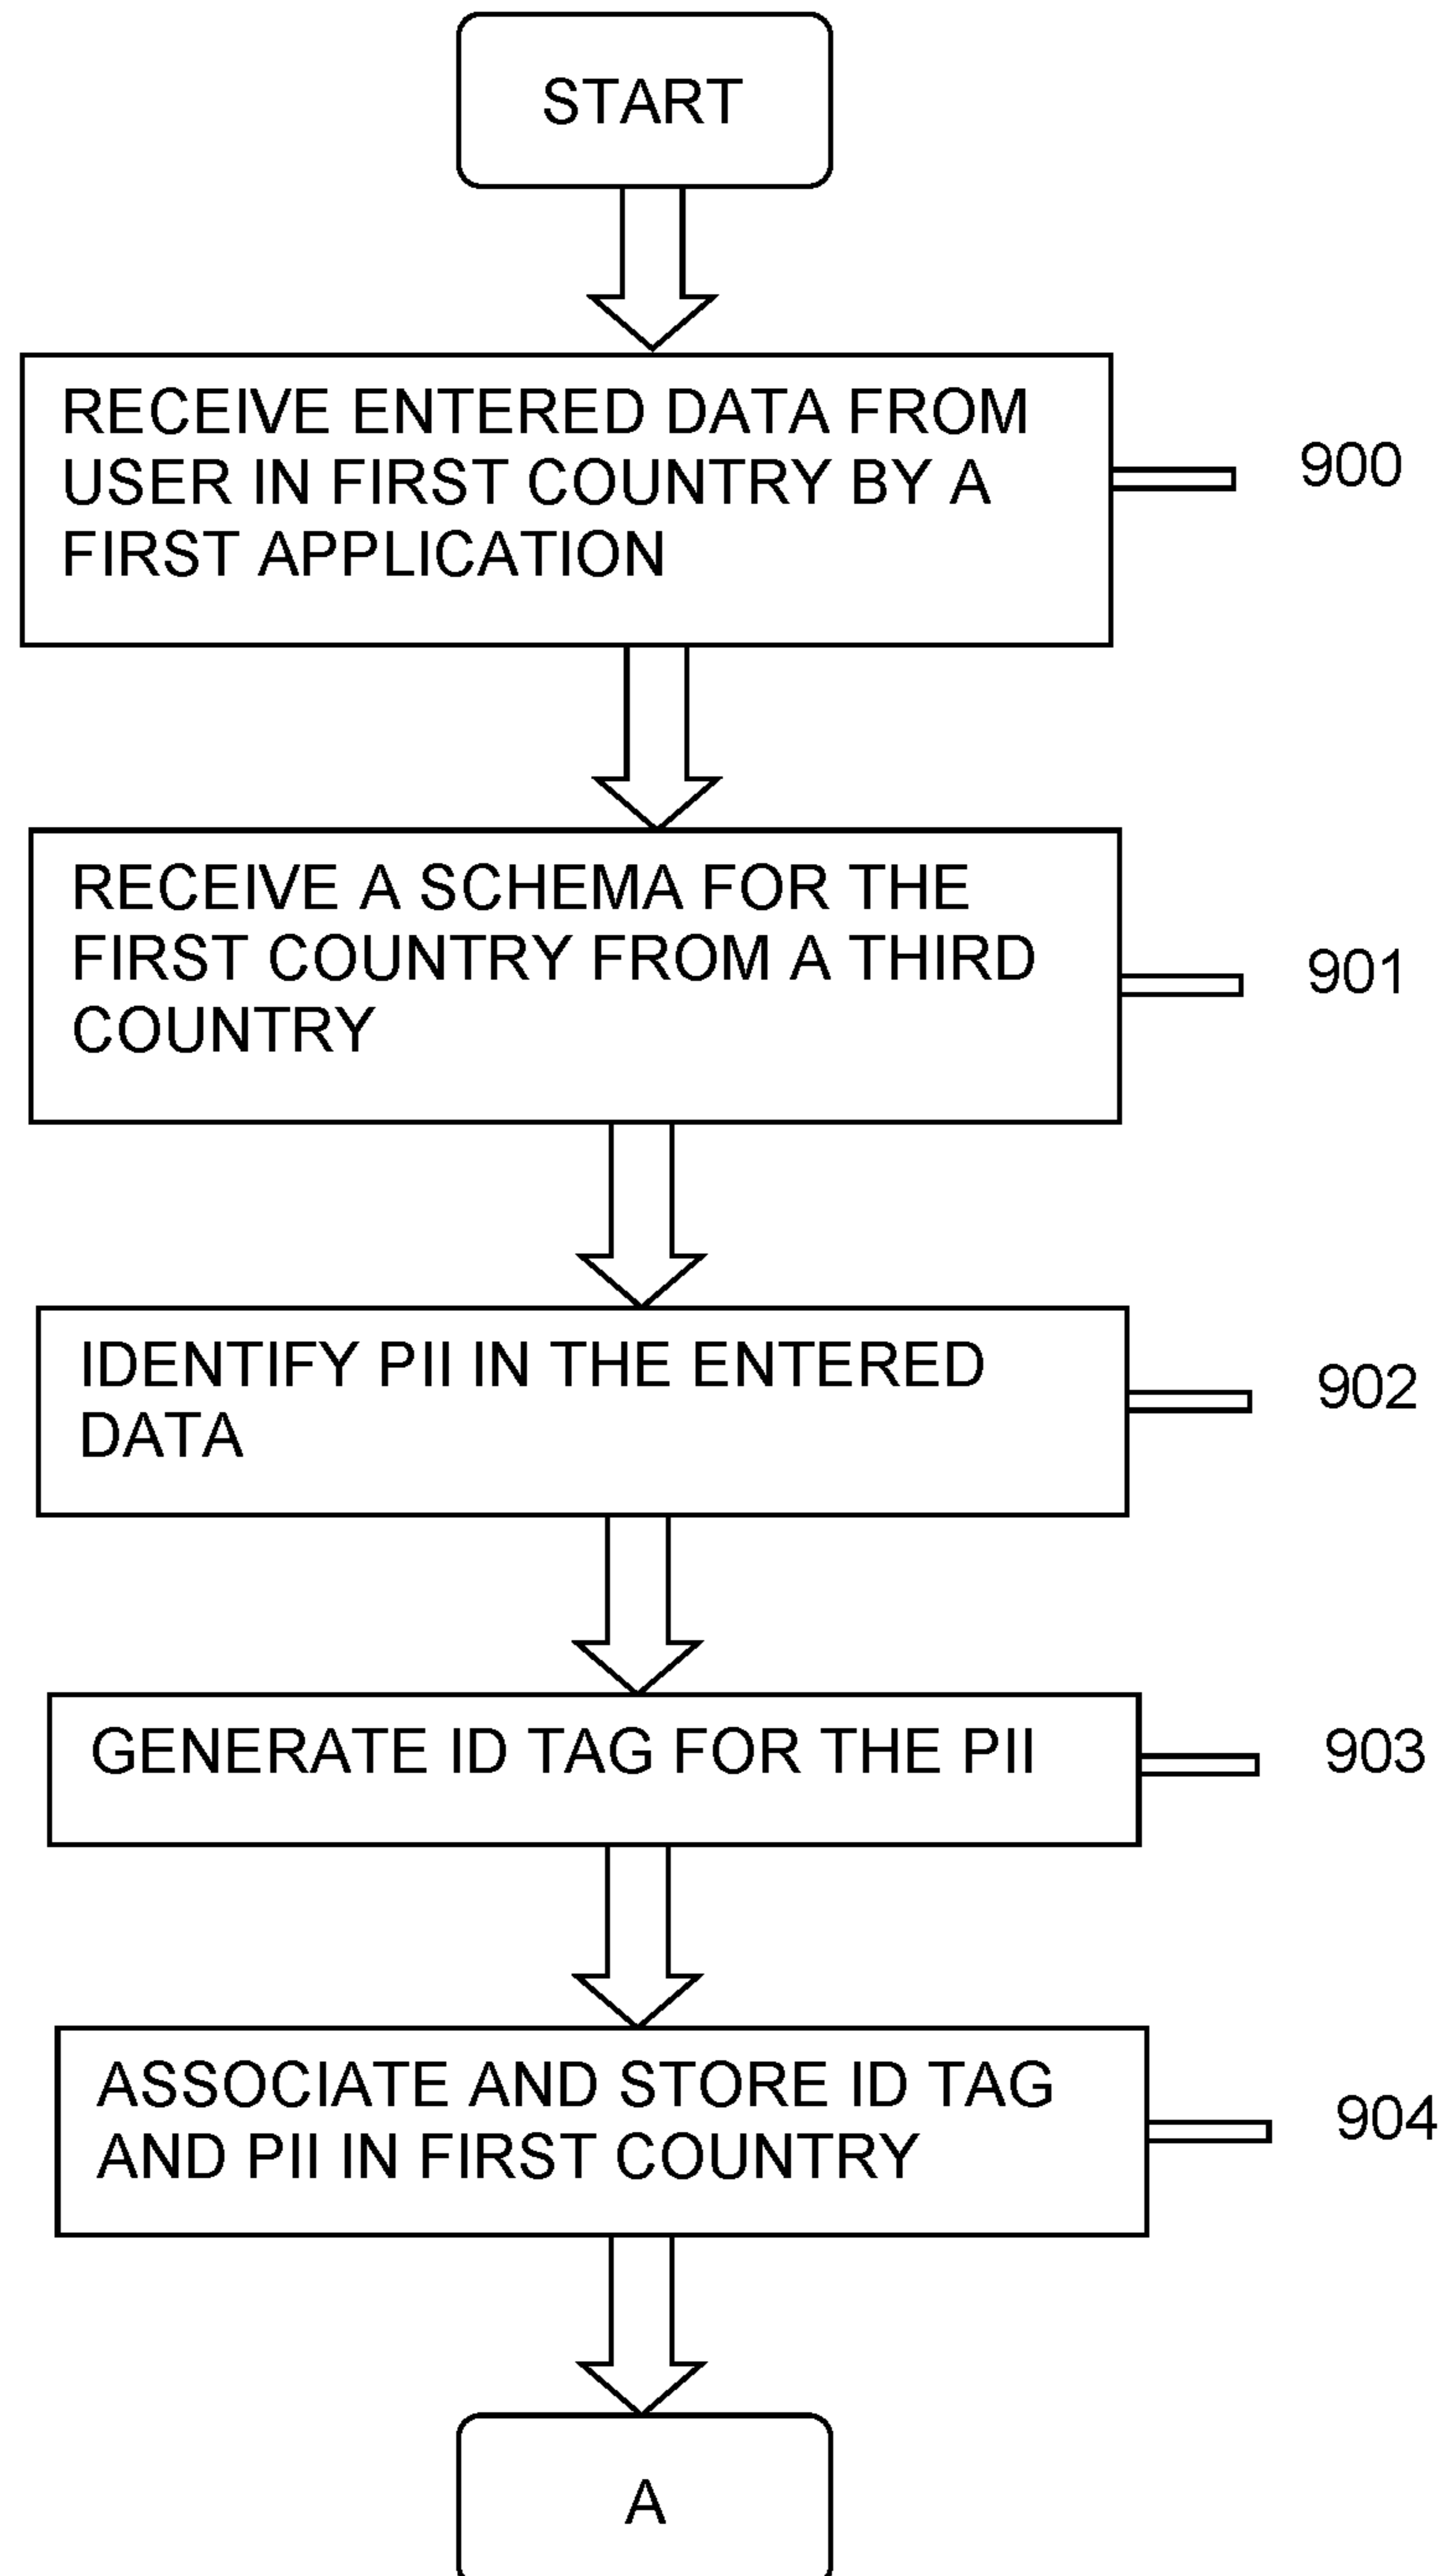 START
RECEIVE ENTERED DATA FROM
USER IN FIRST COUNTRY BY A
FIRST APPLICATION
900
RECEIVE A SCHEMA FOR THE
FIRST COUNTRY FROM A THIRD
COUNTRY
901
IDENTIFY PII IN THE ENTERED
DATA
902
GENERATE ID TAG FOR THE PII
903
ASSOCIATE AND STORE ID TAG
AND PII IN FIRST COUNTRY
904
A